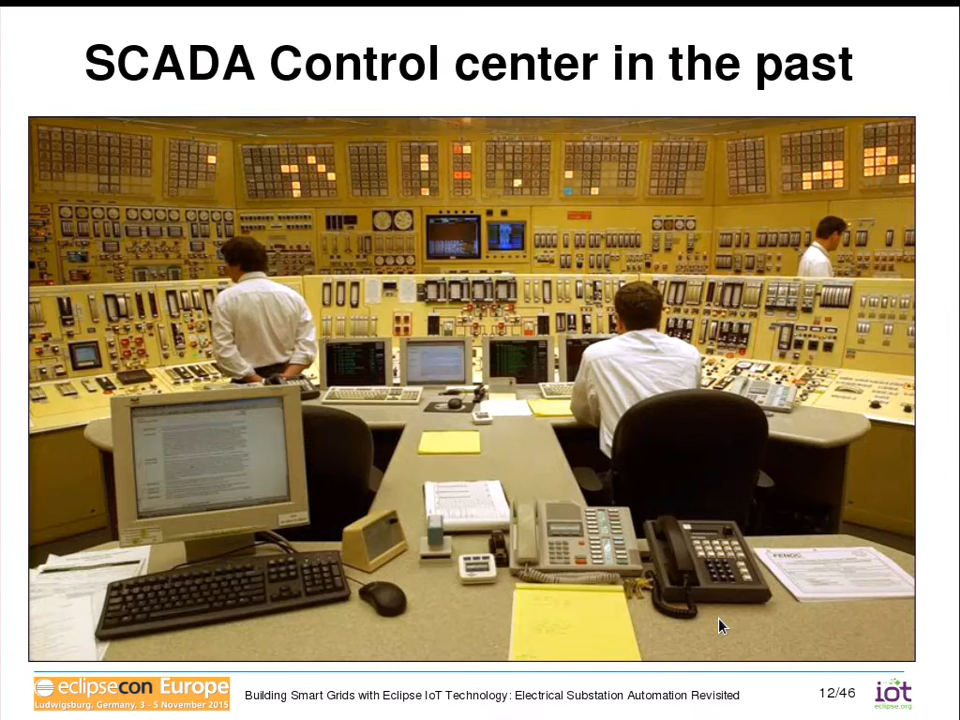 SCADA Control center in the past
FENOC
eclipsecon Europe
Ludwigsburg, Germany, 3 - 5 November 2015
Building Smart Grids with Eclipse IoT Technology: Electrical Substation Automation Revisited
12/46
iot
eclipse.org